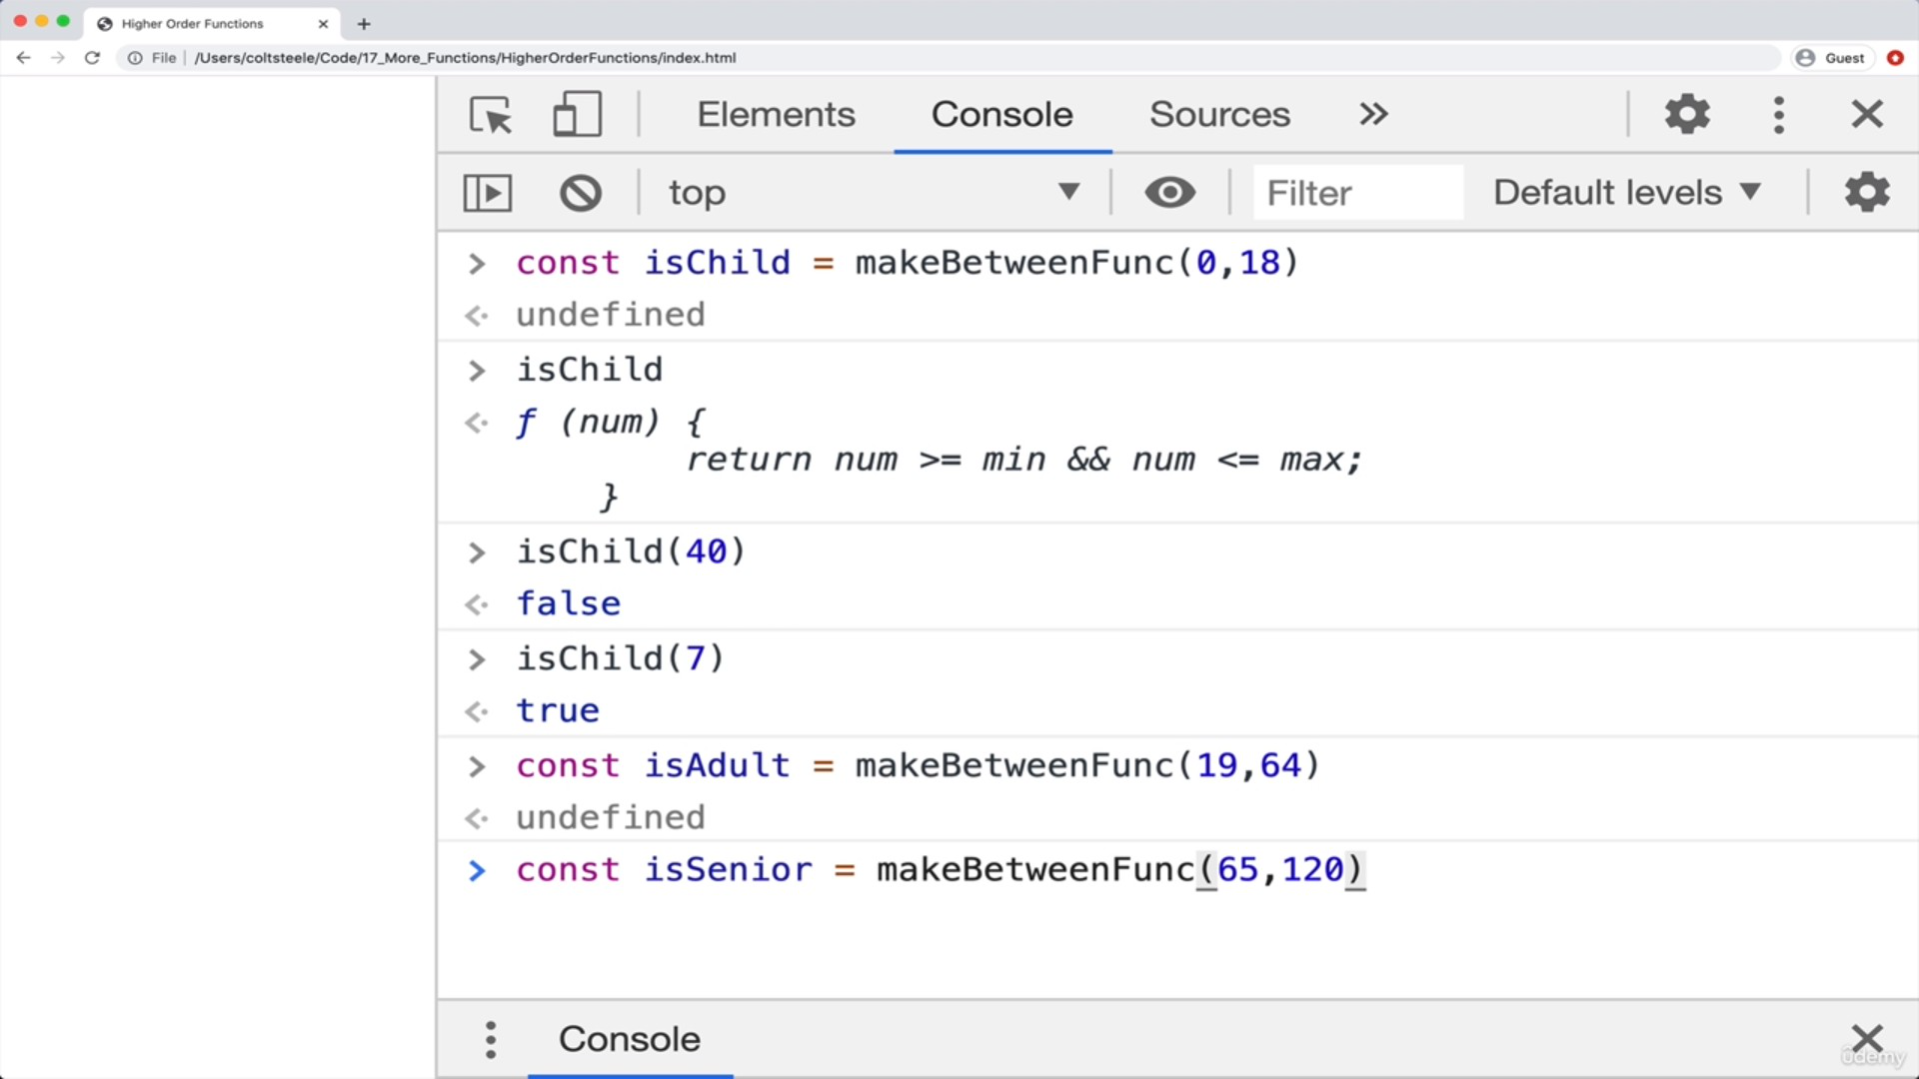 Higher Order Functions
File /Users/coltsteele/Code/17_More_Functions/HigherOrderFunctions/index.html Guest
Elements Console Sources
top Filter Default levels
> const isChild = makeBetweenFunc(0,18)
undefined
> isChild
f (num) {
return num >= min && num <= max;
}
> isChild(40)
false
> isChild(7)
true
> const isAdult = makeBetweenFunc(19,64)
undefined
> const isSenior = makeBetweenFunc(65,120)
Console
ûdemy